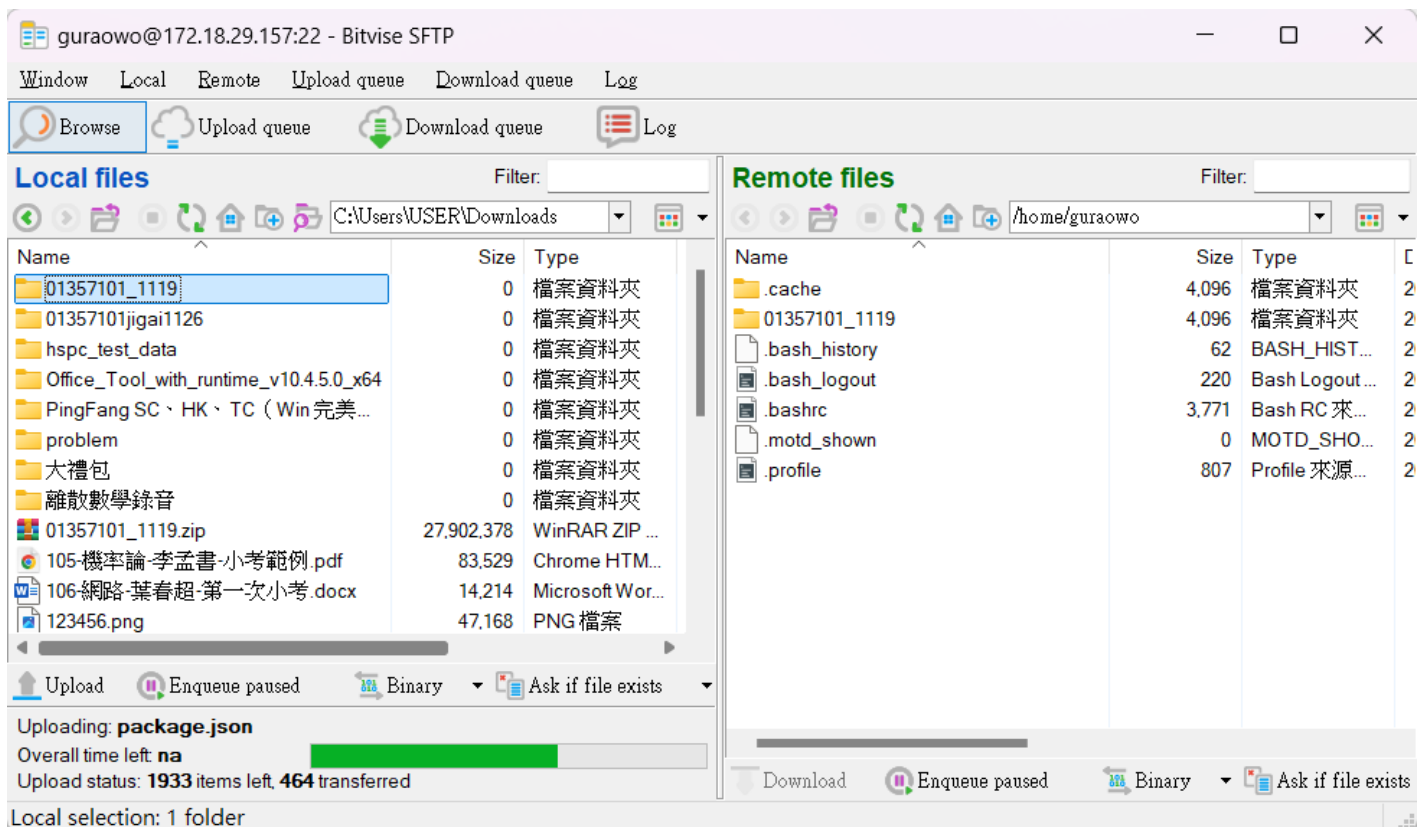 guraowo@172.18.29.157:22 - Bitvise SFTP
Window Local Remote Upload queue Download queue Log
Browse Upload queue Download queue Log
Local files Filter:
C:\Users\USER\Downloads
Name Size Type
01357101_1119 0 檔案資料夾
01357101jigai1126 0 檔案資料夾
hspc_test_data 0 檔案資料夾
Office_Tool_with_runtime_v10.4.5.0_x64 0 檔案資料夾
PingFang SC、HK、TC（Win 完美... 0 檔案資料夾
problem 0 檔案資料夾
大禮包 0 檔案資料夾
離散數學錄音 0 檔案資料夾
01357101_1119.zip 27,902,378 WinRAR ZIP ...
105-機率論-李孟書-小考範例.pdf 83,529 Chrome HTM...
106-網路-葉春超-第一次小考.docx 14,214 Microsoft Wor...
123456.png 47,168 PNG 檔案
Upload Enqueue paused Binary Ask if file exists
Uploading: package.json
Overall time left: na
Upload status: 1933 items left, 464 transferred
Local selection: 1 folder
Remote files Filter:
/home/guraowo
Name Size Type
.cache 4,096 檔案資料夾 2
01357101_1119 4,096 檔案資料夾 2
.bash_history 62 BASH_HIST... 2
.bash_logout 220 Bash Logout ... 2
.bashrc 3,771 Bash RC 來... 2
.motd_shown 0 MOTD_SHO... 2
.profile 807 Profile 來源... 2
Download Enqueue paused Binary Ask if file exists